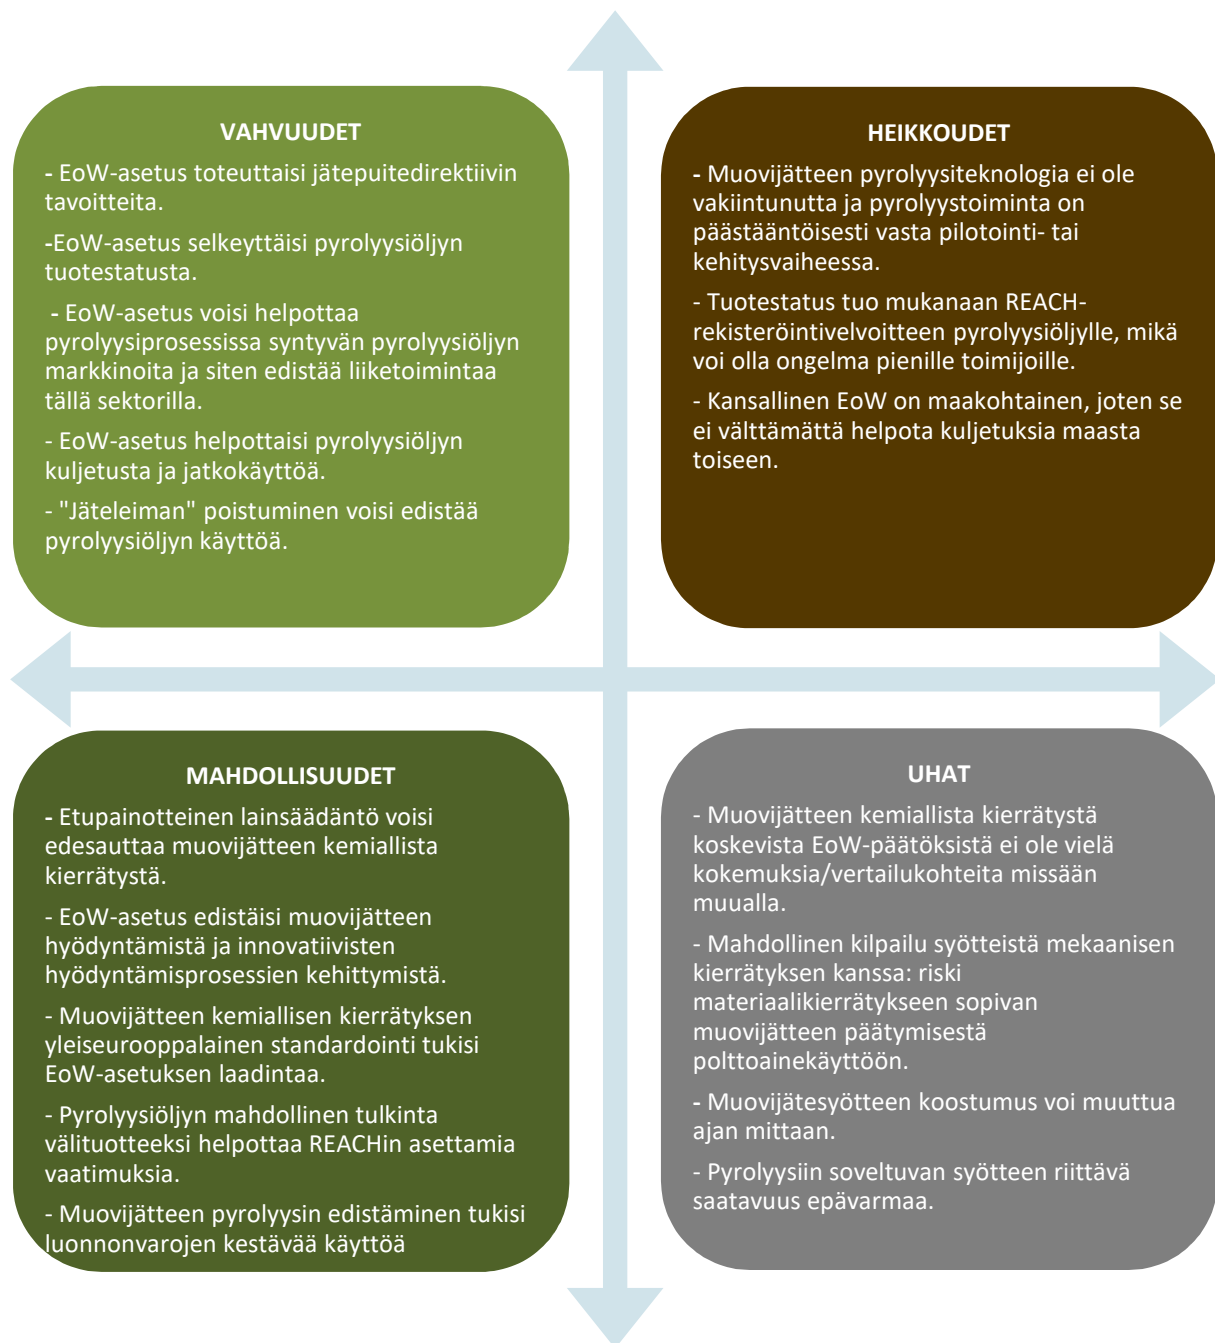 VAHVUUDET
- EoW-asetus toteuttaisi jätepuitedirektiivin
tavoitteita.
-EoW-asetus selkeyttäisi pyrolyysiöljyn
tuotestatusta.
- EoW-asetus voisi helpottaa
pyrolyysiprosessissa syntyvän pyrolyysiöljyn
markkinoita ja siten edistää liiketoimintaa
tällä sektorilla.
- EoW-asetus helpottaisi pyrolyysiöljyn
kuljetusta ja jatkokäyttöä.
- "Jäteleiman" poistuminen voisi edistää
pyrolyysiöljyn käyttöä.
HEIKKOUDET
- Muovijätteen pyrolyysiteknologia ei ole
vakiintunutta ja pyrolyystoiminta on
päästääntöisesti vasta pilotointi- tai
kehitysvaiheessa.
- Tuotestatus tuo mukanaan REACH-
rekisteröintivelvoitteen pyrolyysiöljylle, mikä
voi olla ongelma pienille toimijoille.
- Kansallinen EoW on maakohtainen, joten se
ei välttämättä helpota kuljetuksia maasta
toiseen.
MAHDOLLISUUDET
- Etupainotteinen lainsäädäntö voisi
edesauttaa muovijätteen kemiallista
kierrätystä.
- EoW-asetus edistäisi muovijätteen
hyödyntämistä ja innovatiivisten
hyödyntämisprosessien kehittymistä.
- Muovijätteen kemiallisen kierrätyksen
yleiseurooppalainen standardointi tukisi
EoW-asetuksen laadintaa.
- Pyrolyysiöljyn mahdollinen tulkinta
välituotteeksi helpottaa REACHin asettamia
vaatimuksia.
- Muovijätteen pyrolyysin edistäminen tukisi
luonnonvarojen kestävää käyttöä
UHAT
- Muovijätteen kemiallista kierrätystä
koskevista EoW-päätöksistä ei ole vielä
kokemuksia/vertailukohteita missään
muualla.
- Mahdollinen kilpailu syötteistä mekaanisen
kierrätyksen kanssa: riski
materiaalikierrätykseen sopivan
muovijätteen päätymisestä
polttoainekäyttöön.
- Muovijätesyötteen koostumus voi muuttua
ajan mittaan.
- Pyrolyysiin soveltuvan syötteen riittävä
saatavuus epävarmaa.